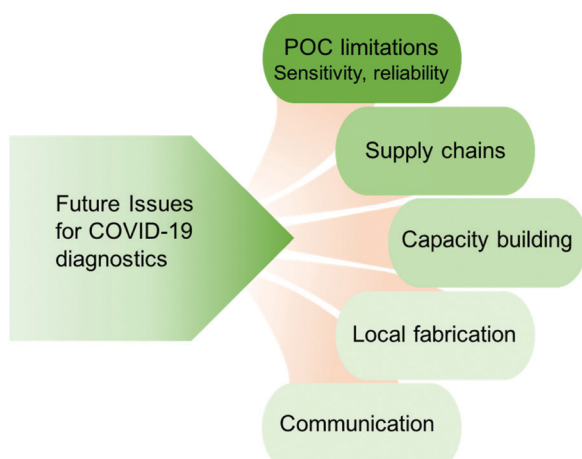 POC limitations
Sensitivity, reliability
Supply chains
Future Issues
for COVID-19
diagnostics
Capacity building
Local fabrication
Communication